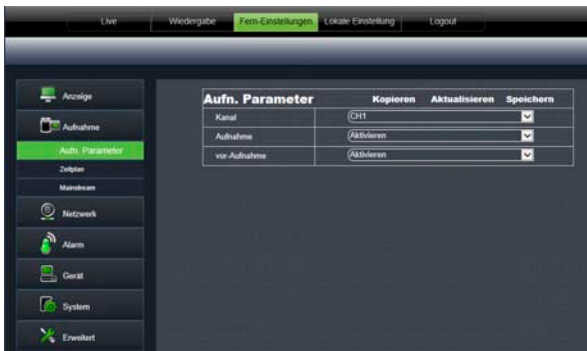 Live Wiedergabe Fern-Einstellungen Lokale Einstellung Logout
Anzeige
Aufnahme
Aufn. Parameter
Zeitplan
Mainstream
Netzwerk
Alarm
Gerät
System
Erweitert
Aufn. Parameter Kopieren Aktualisieren Speichern
Kanal CH1
Aufnahme Aktivieren
vor-Aufnahme Aktivieren